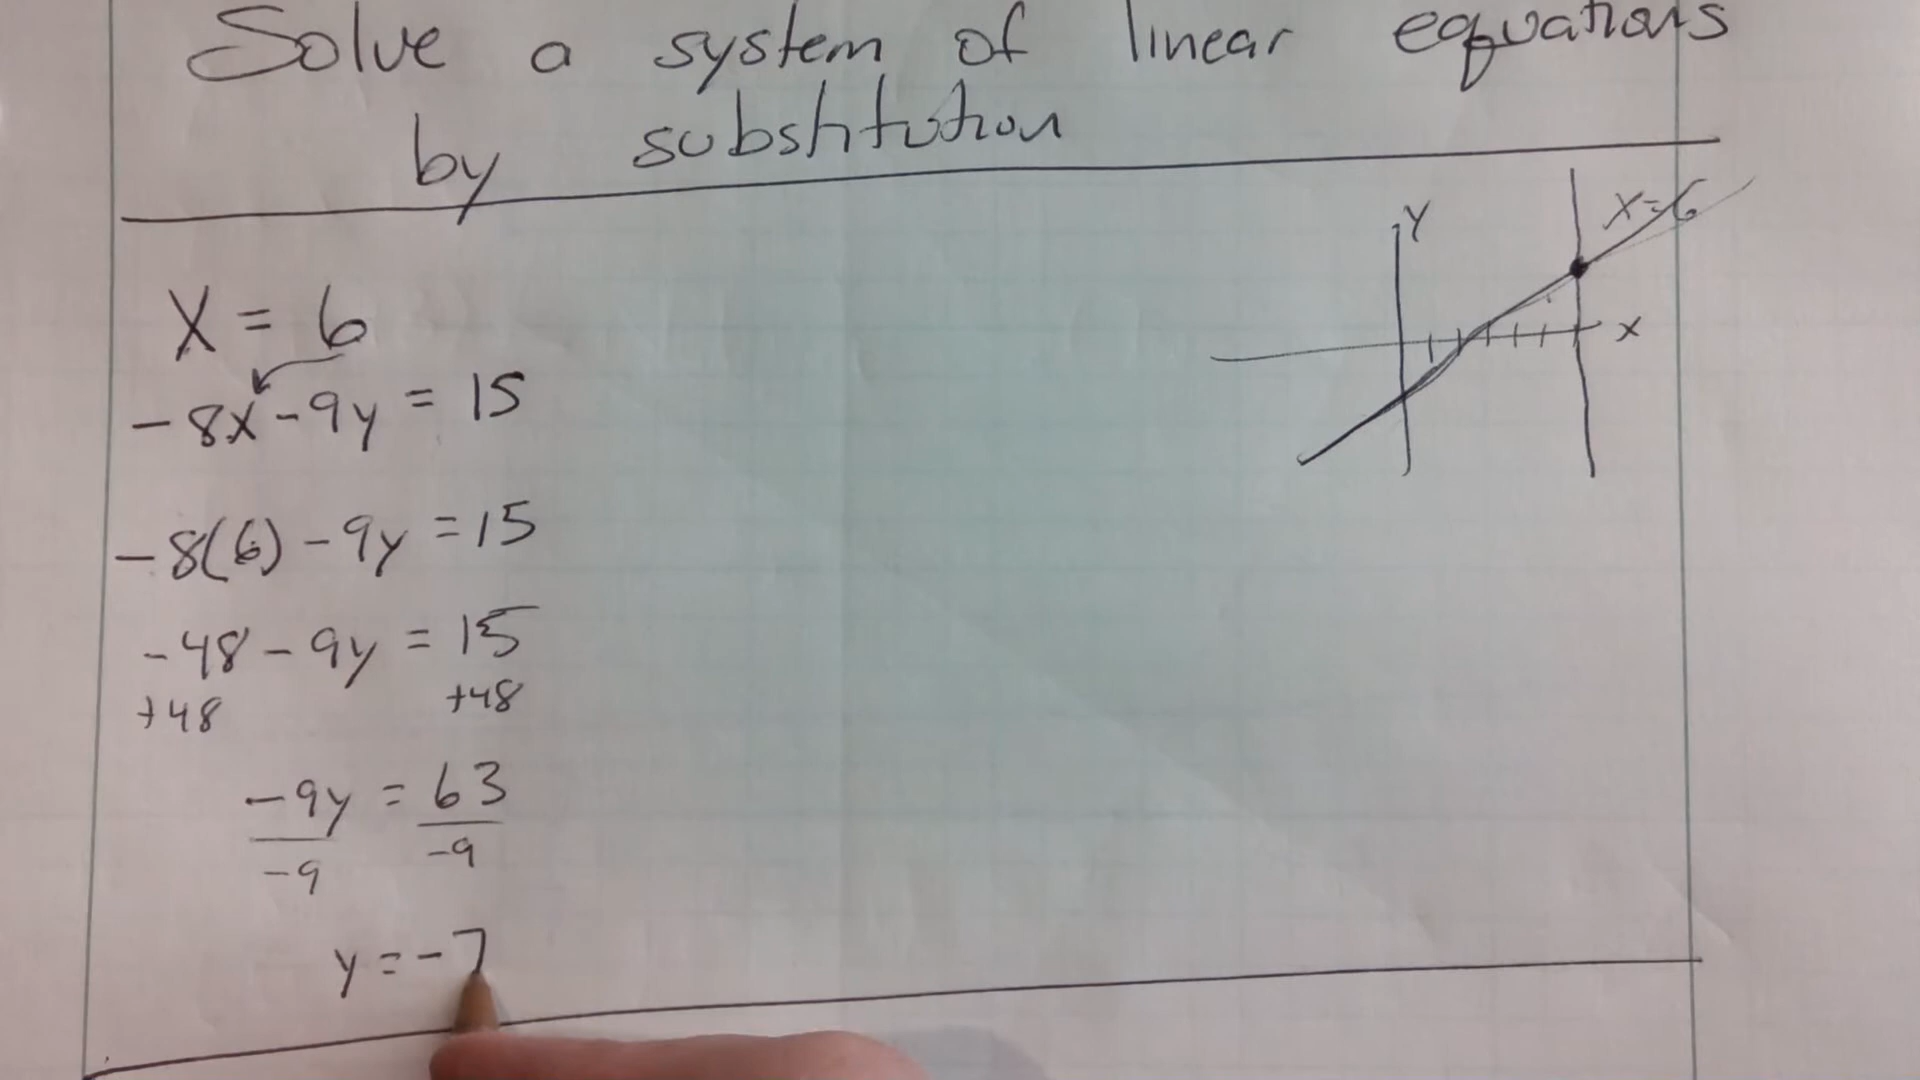 Solve a system of linear equations
by substitution
X = 6
-8x-9y = 15
-8(6)-9y =15
-48-9y = 15
+48 +48
-9y = 63
-9 -9
y=-7
Y
X=6
x